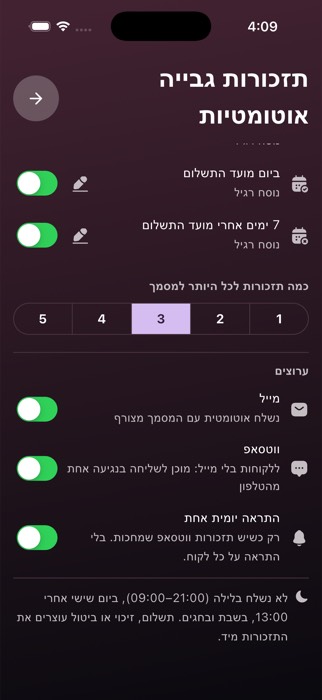 4:09
תזכורות גבייה
אוטומטיות
ביום מועד התשלום
נוסח רגיל
7 ימים אחרי מועד התשלום
נוסח רגיל
כמה תזכורות לכל היותר למסמך
1 2 3 4 5
ערוצים
מייל
נשלח אוטומטית עם המסמך מצורף
ווטסאפ
ללקוחות בלי מייל: מוכן לשליחה בנגיעה אחת
מהטלפון
התראה יומית אחת
רק כשיש תזכורות ווטסאפ שמחכות. בלי
התראה על כל לקוח.
לא נשלח בלילה (21:00–09:00), ביום שישי אחרי
13:00, בשבת ובחגים. תשלום, זיכוי או ביטול עוצרים את
התזכורות מיד.